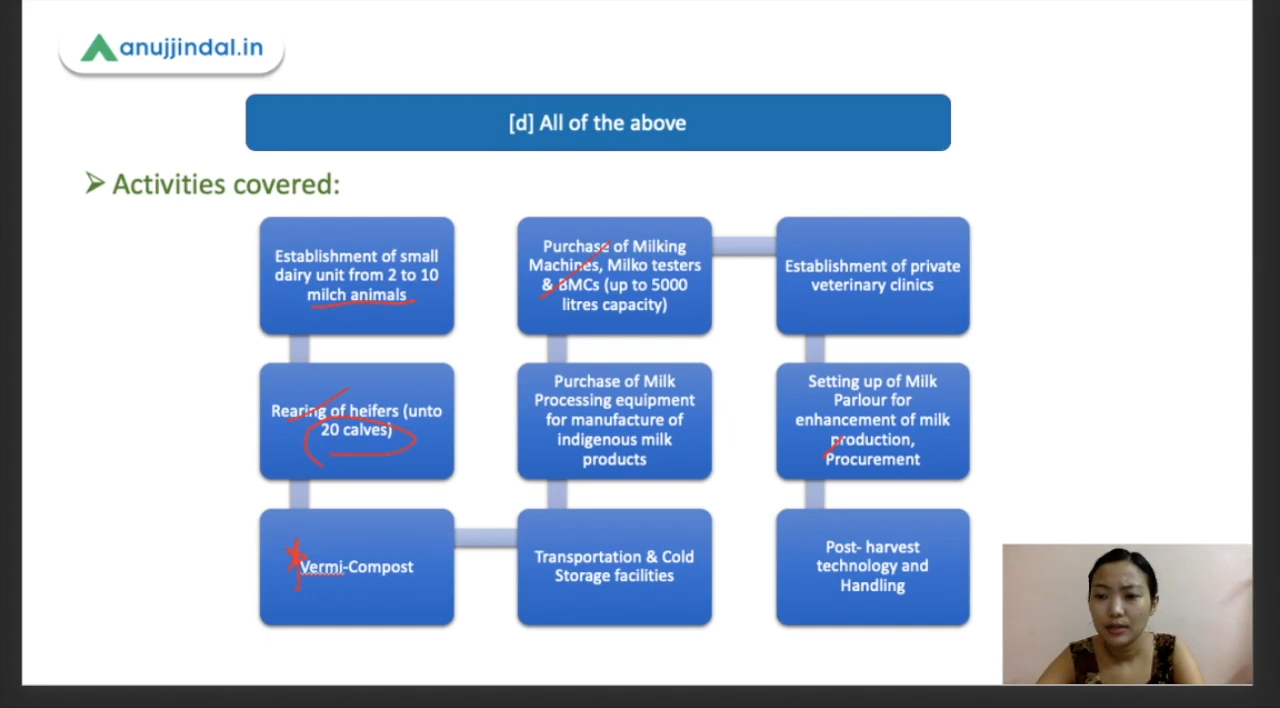 anujjindal.in
[d] All of the above
➢ Activities covered:
Establishment of small
dairy unit from 2 to 10
milch animals
Rearing of heifers (unto
20 calves)
Vermi-Compost
Transportation & Cold
Storage facilities
Purchase of Milk
Processing equipment
for manufacture of
indigenous milk
products
Purchase of Milking
Machines, Milko testers
& BMCs (up to 5000
litres capacity)
Establishment of private
veterinary clinics
Setting up of Milk
Parlour for
enhancement of milk
production,
Procurement
Post- harvest
technology and
Handling